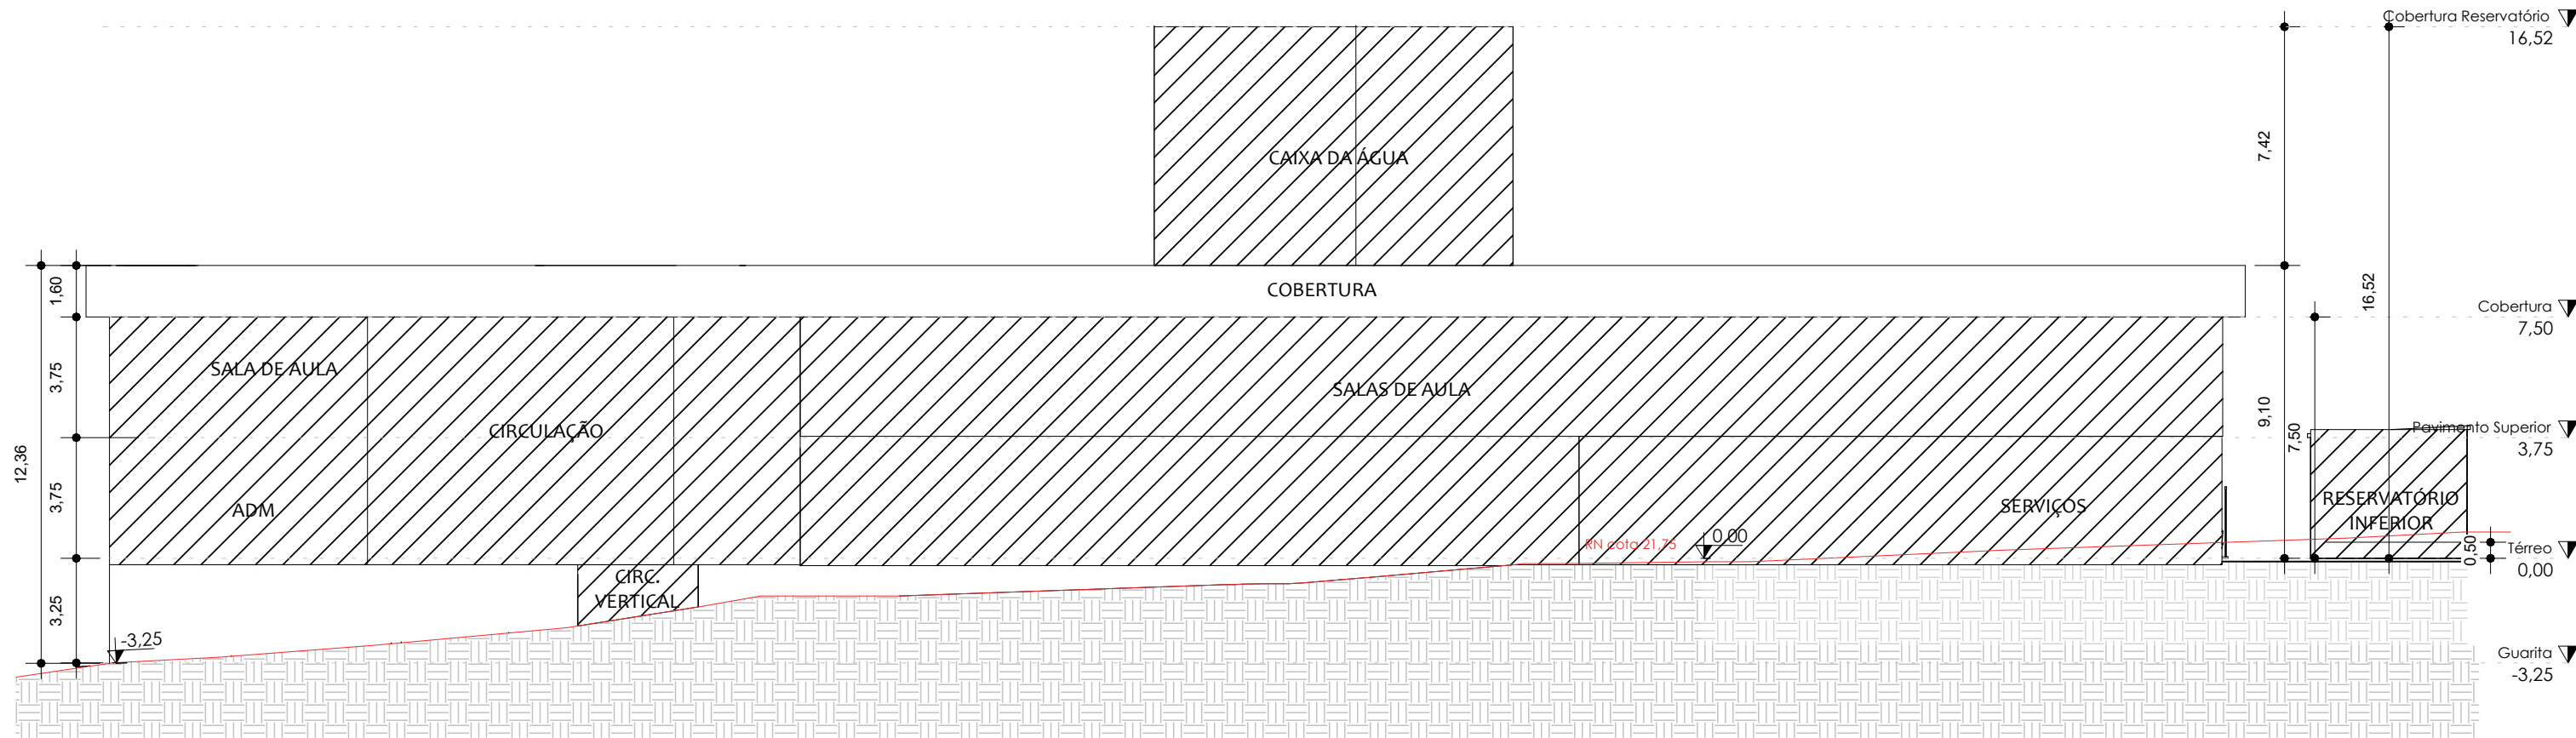 Cobertura Reservatório
16,52
CAIXA DA ÁGUA
7,42
1,60
COBERTURA
16,52
Cobertura
7,50
SALA DE AULA
3,75
SALAS DE AULA
CIRCULAÇÃO
9,10
7,50
Pavimento Superior
3,75
12,36
3,75
ADM
SERVIÇOS
RESERVATÓRIO
INFERIOR
RN cota 21,75
0,00
0,50
Térreo
0,00
CIRC.
VERTICAL
3,25
-3,25
Guarita
-3,25